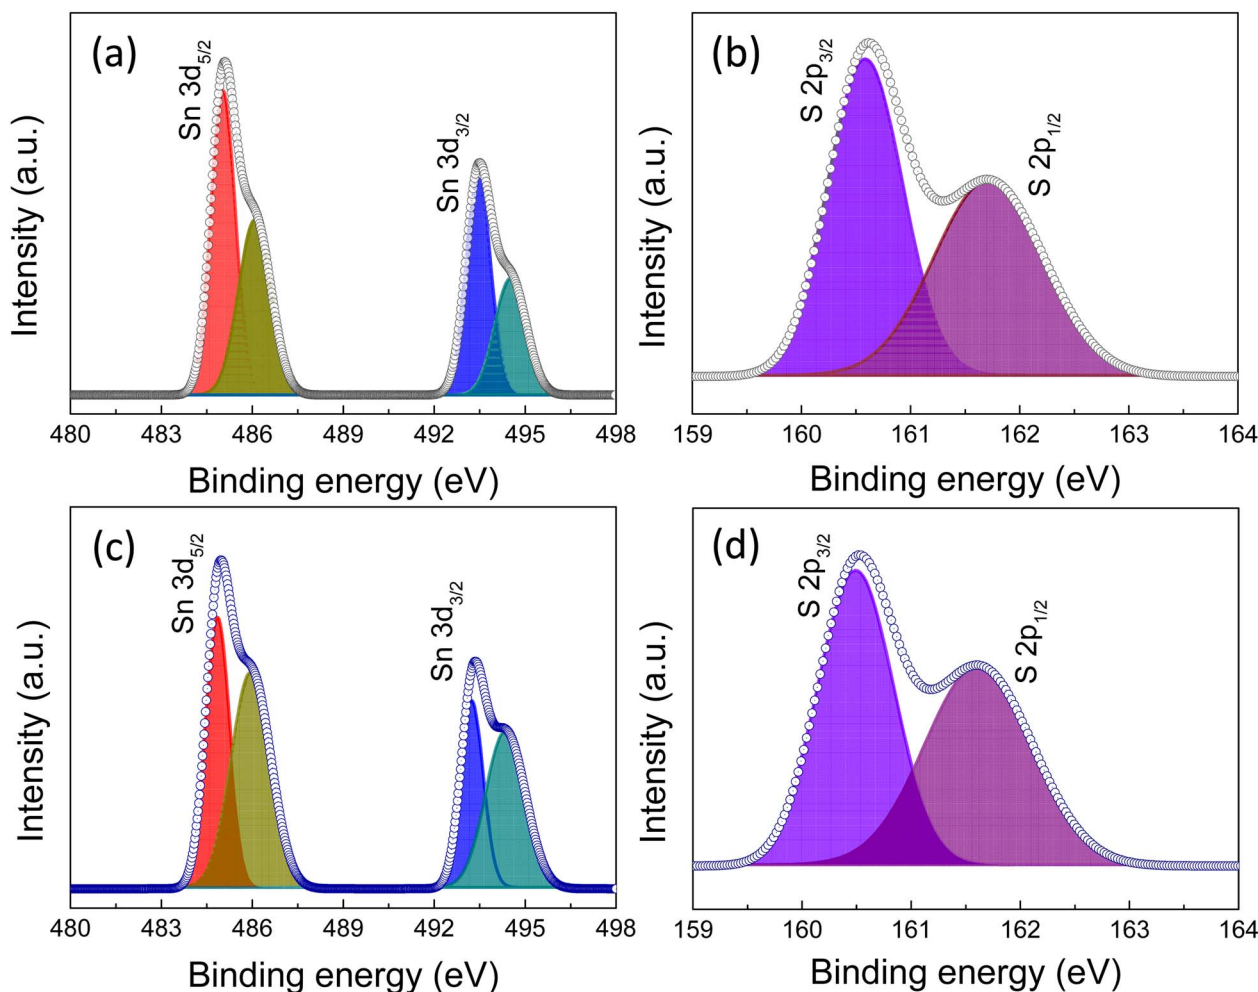 (a)
Sn 3d5/2
Sn 3d3/2
Intensity (a.u.)
480 483 486 489 492 495 498
Binding energy (eV)
(b)
S 2p3/2
S 2p1/2
Intensity (a.u.)
159 160 161 162 163 164
Binding energy (eV)
(c)
Sn 3d5/2
Sn 3d3/2
Intensity (a.u.)
480 483 486 489 492 495 498
Binding energy (eV)
(d)
S 2p3/2
S 2p1/2
Intensity (a.u.)
159 160 161 162 163 164
Binding energy (eV)